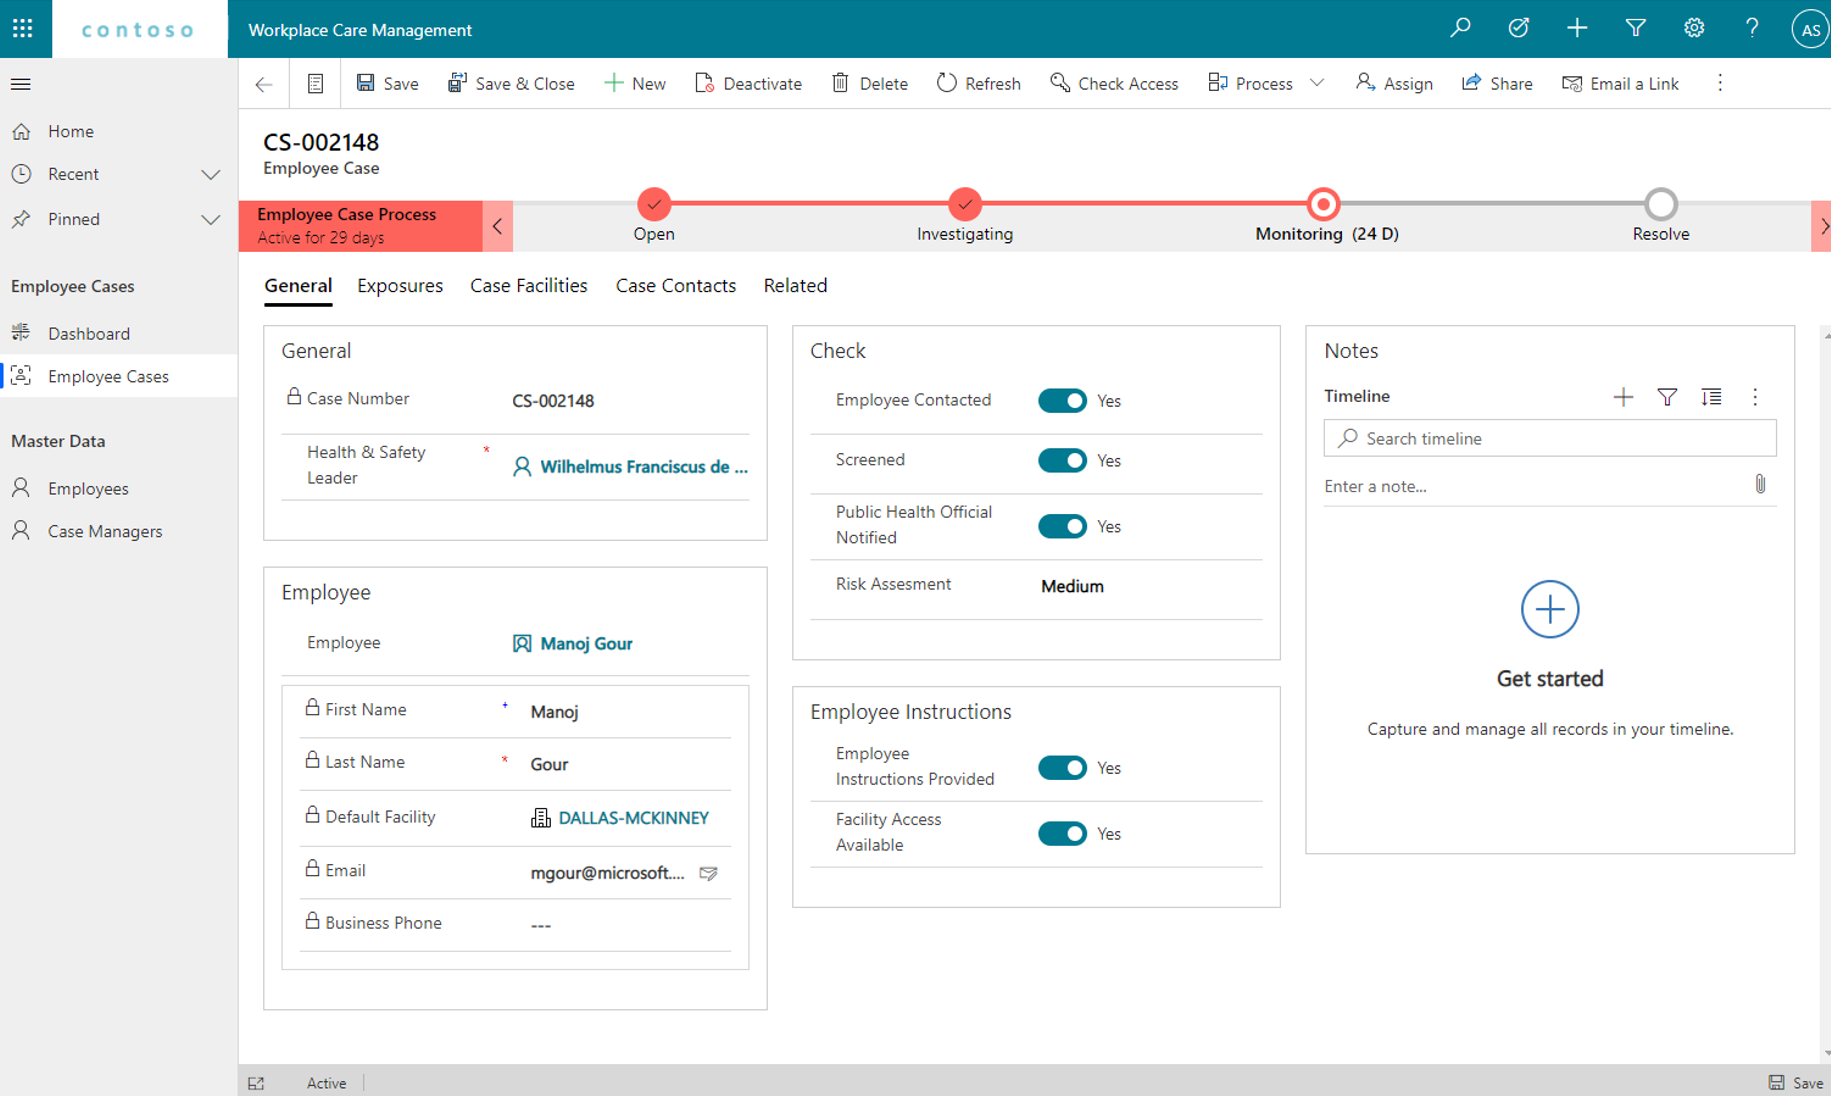 contoso
Workplace Care Management
AS
Save
Save & Close
New
Deactivate
Delete
Refresh
Check Access
Process
Assign
Share
Email a Link
Home
Recent
Pinned
Employee Cases
Dashboard
Employee Cases
Master Data
Employees
Case Managers
CS-002148
Employee Case
Employee Case Process
Active for 29 days
Open
Investigating
Monitoring (24 D)
Resolve
General
Exposures
Case Facilities
Case Contacts
Related
General
Case Number
CS-002148
Health & Safety
Leader
*
Wilhelmus Franciscus de ...
Employee
Employee
Manoj Gour
First Name
+
Manoj
Last Name
*
Gour
Default Facility
DALLAS-MCKINNEY
Email
mgour@microsoft....
Business Phone
---
Check
Employee Contacted
Yes
Screened
Yes
Public Health Official
Notified
Yes
Risk Assesment
Medium
Employee Instructions
Employee
Instructions Provided
Yes
Facility Access
Available
Yes
Notes
Timeline
Search timeline
Enter a note...
Get started
Capture and manage all records in your timeline.
Active
Save